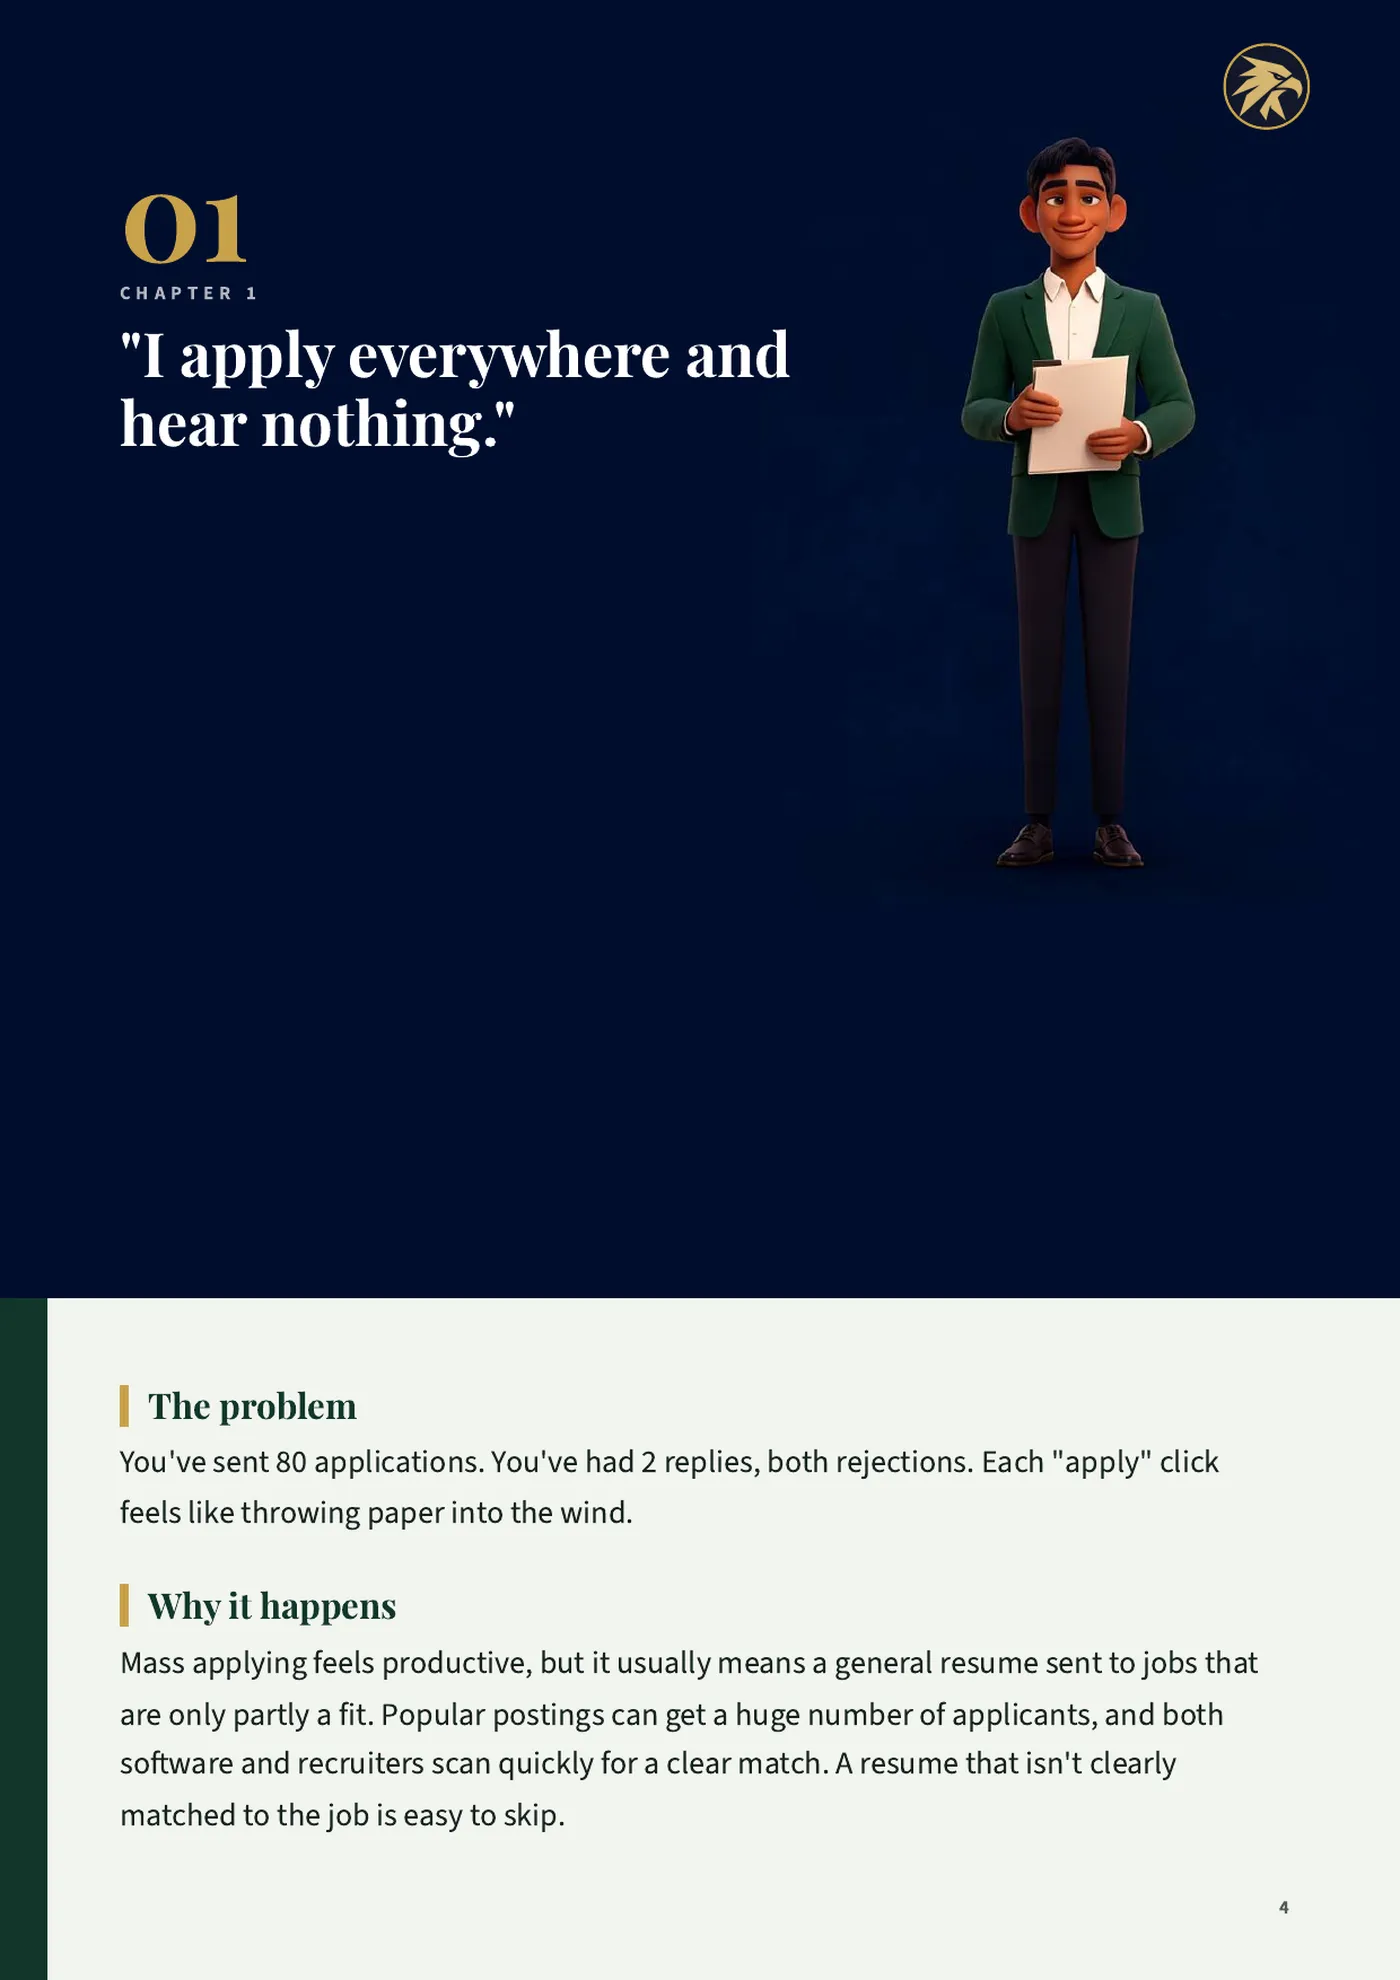 01
CHAPTER 1
"I apply everywhere and
hear nothing."
The problem
You've sent 80 applications. You've had 2 replies, both rejections. Each "apply" click
feels like throwing paper into the wind.
Why it happens
Mass applying feels productive, but it usually means a general resume sent to jobs that
are only partly a fit. Popular postings can get a huge number of applicants, and both
software and recruiters scan quickly for a clear match. A resume that isn't clearly
matched to the job is easy to skip.
4